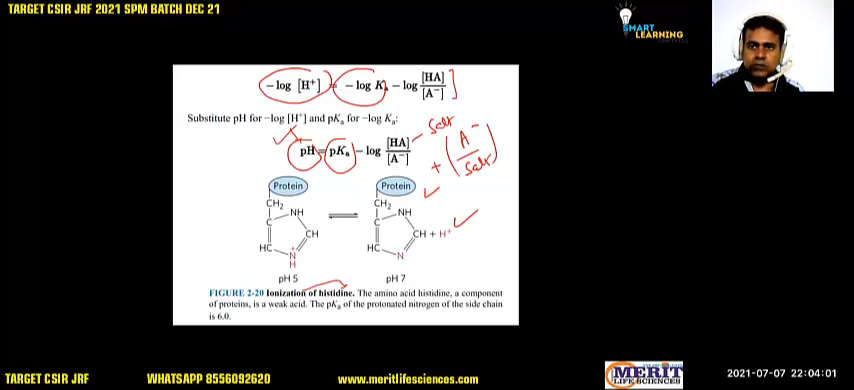 TARGET CSIR JRF 2021 SPM BATCH DEC 21
SMART
LEARNING
−log [H⁺] = −log Kₐ − log [HA]/[A⁻]
Substitute pH for −log [H⁺] and pKₐ for −log Kₐ:
pH = pKₐ − log [HA]/[A⁻]
Salt
+ (A⁻/Salt)
Protein
Protein
CH₂
CH₂
C
NH
C
NH
CH
CH + H⁺
HC
N⁺
HC
N
H
pH 5
pH 7
FIGURE 2-20 Ionization of histidine. The amino acid histidine, a component
of proteins, is a weak acid. The pKₐ of the protonated nitrogen of the side chain
is 6.0.
MERIT
LIFE SCIENCES
TARGET CSIR JRF
WHATSAPP 8556092620
www.meritlifesciences.com
2021-07-07 22:04:01